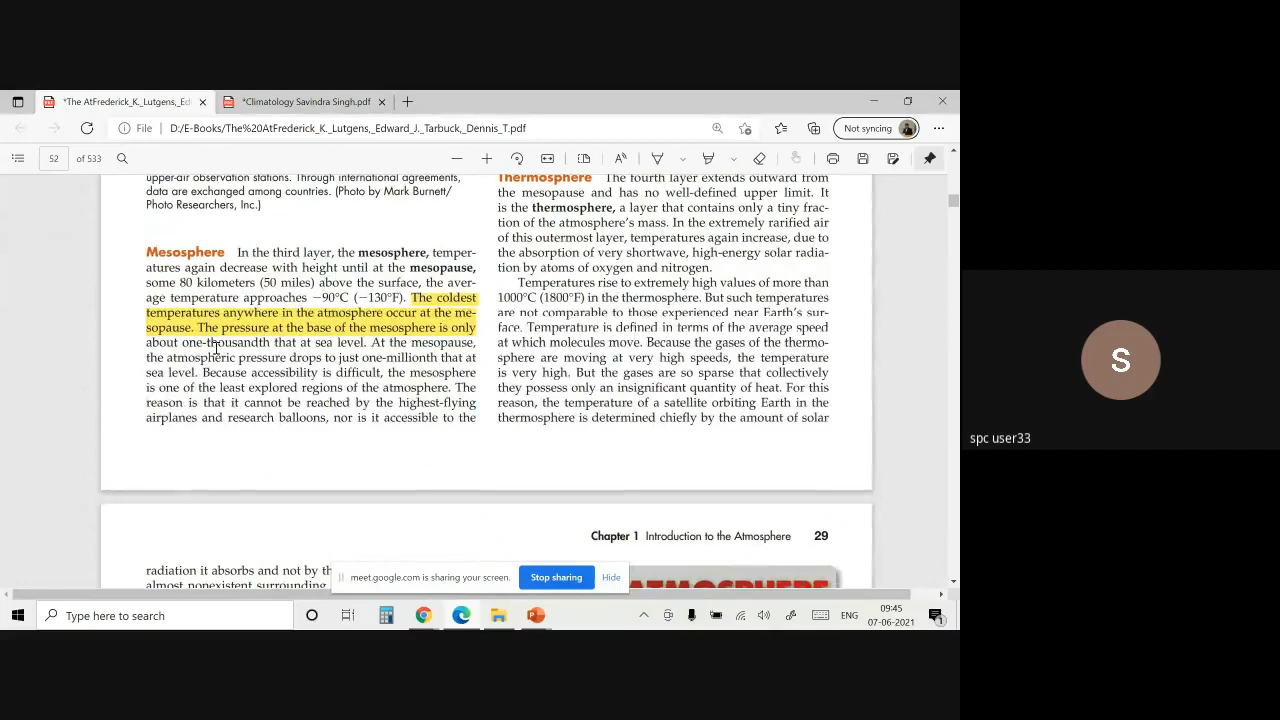 *The AtFrederick_K._Lutgens,_Ed
*Climatology Savindra Singh.pdf
File D:/E-Books/The%20AtFrederick_K._Lutgens,_Edward_J._Tarbuck,_Dennis_T.pdf
Not syncing
52 of 533
upper-air observation stations. Through international agreements,
data are exchanged among countries. (Photo by Mark Burnett/
Photo Researchers, Inc.)
Mesosphere In the third layer, the mesosphere, temper-
atures again decrease with height until at the mesopause,
some 80 kilometers (50 miles) above the surface, the aver-
age temperature approaches −90°C (−130°F). The coldest
temperatures anywhere in the atmosphere occur at the me-
sopause. The pressure at the base of the mesosphere is only
about one-thousandth that at sea level. At the mesopause,
the atmospheric pressure drops to just one-millionth that at
sea level. Because accessibility is difficult, the mesosphere
is one of the least explored regions of the atmosphere. The
reason is that it cannot be reached by the highest-flying
airplanes and research balloons, nor is it accessible to the
Thermosphere The fourth layer extends outward from
the mesopause and has no well-defined upper limit. It
is the thermosphere, a layer that contains only a tiny frac-
tion of the atmosphere's mass. In the extremely rarified air
of this outermost layer, temperatures again increase, due to
the absorption of very shortwave, high-energy solar radia-
tion by atoms of oxygen and nitrogen.
Temperatures rise to extremely high values of more than
1000°C (1800°F) in the thermosphere. But such temperatures
are not comparable to those experienced near Earth's sur-
face. Temperature is defined in terms of the average speed
at which molecules move. Because the gases of the thermo-
sphere are moving at very high speeds, the temperature
is very high. But the gases are so sparse that collectively
they possess only an insignificant quantity of heat. For this
reason, the temperature of a satellite orbiting Earth in the
thermosphere is determined chiefly by the amount of solar
Chapter 1 Introduction to the Atmosphere 29
radiation it absorbs and not by th
almost nonexistent surrounding
ATMOSPHERE
meet.google.com is sharing your screen. Stop sharing Hide
Type here to search
ENG
09:45
07-06-2021
1
S
spc user33